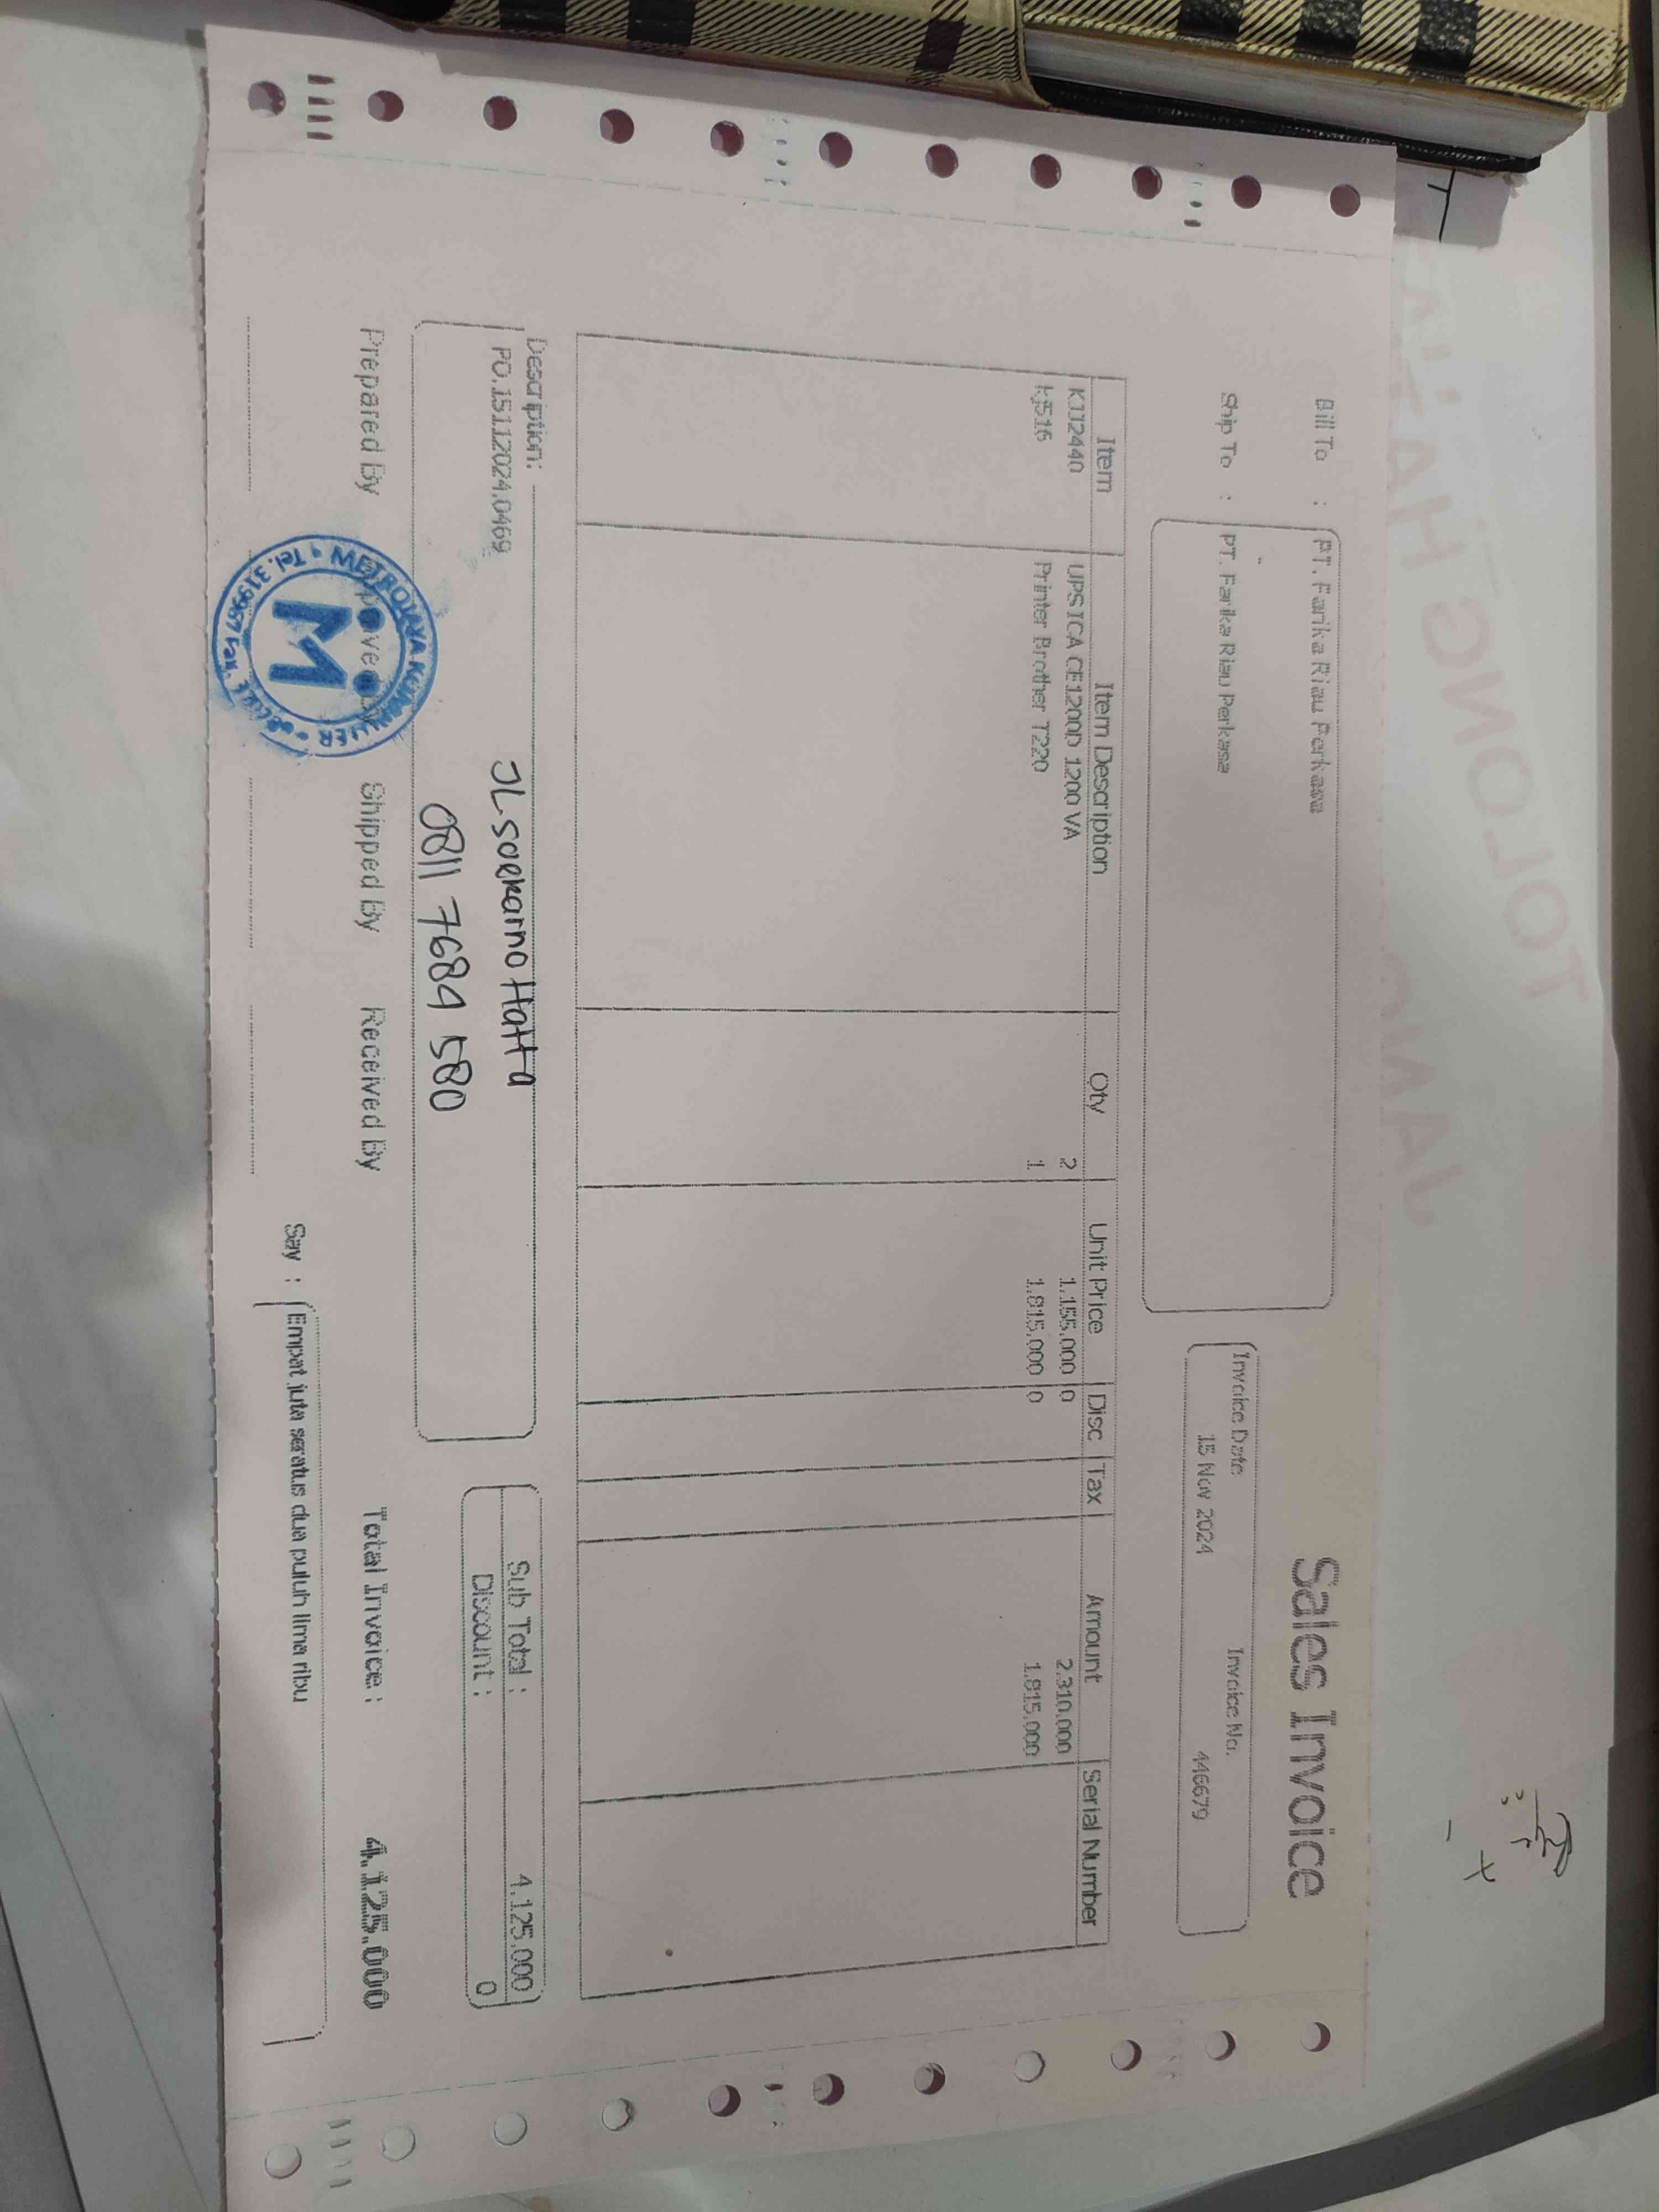 Sales Invoice
Bill To : PT. Farika Riau Perkasa
Ship To : PT. Farika Riau Perkasa
Invoice Date Invoice No.
15 Nov 2024 446679
Item Item Description Qty Unit Price Disc Tax Amount Serial Number
KJJ2440 UPS ICA CE1200D 1200 VA 2 1.155.000 0 2.310.000
kj516 Printer Brother T220 1 1.815.000 0 1.815.000
Description:
PO.15112024.0469
JL Soekarno Hatta
0811 7684 580
Sub Total : 4.125.000
Discount : 0
Total Invoice : 4.125.000
Prepared By Shipped By Received By
METROJAYA KOMPUTER
M
Say : Empat juta seratus dua puluh lima ribu
TOLONG